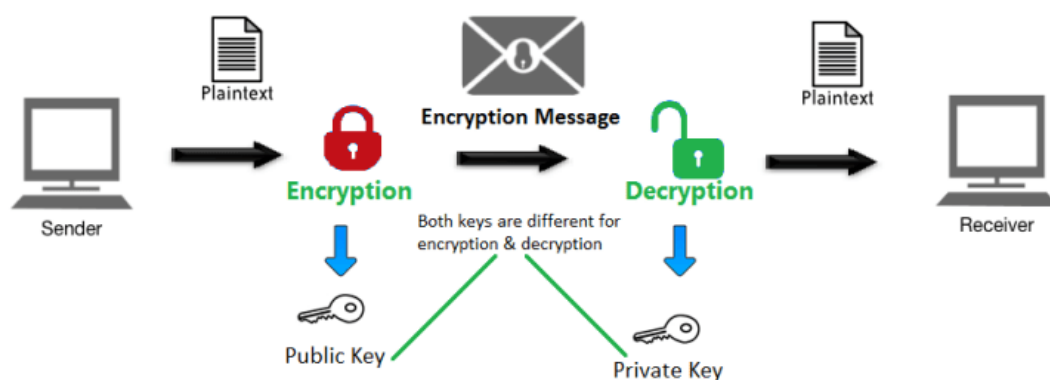 Plaintext
Plaintext
Encryption Message
Encryption
Decryption
Sender
Receiver
Both keys are different for
encryption & decryption
Public Key
Private Key